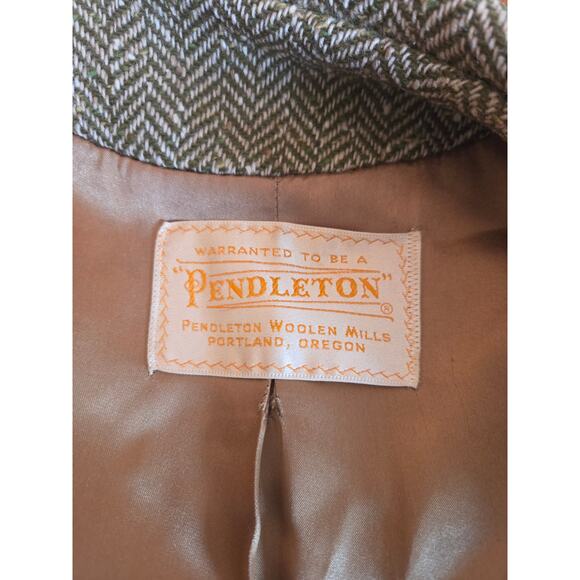 WARRANTED TO BE A
"PENDLETON"®
PENDLETON WOOLEN MILLS
PORTLAND, OREGON